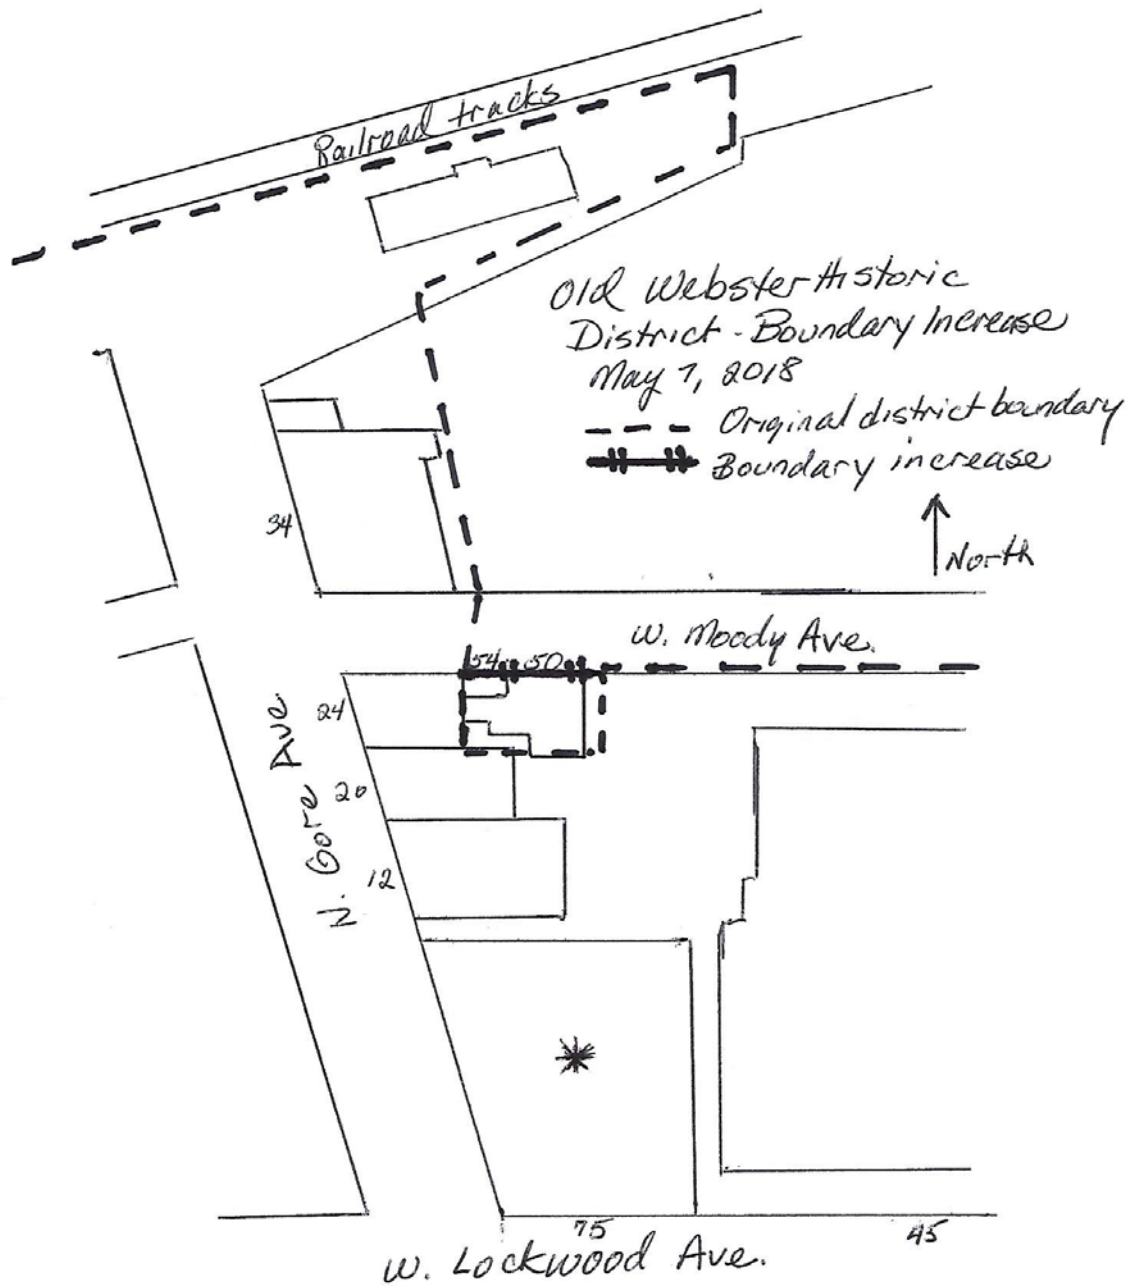 Railroad tracks
Old Webster Historic
District - Boundary Increase
May 7, 2018
Original district boundary
Boundary increase
North
34
W. Moody Ave.
54 50
24
N. Gore Ave
20
12
75
45
W. Lockwood Ave.